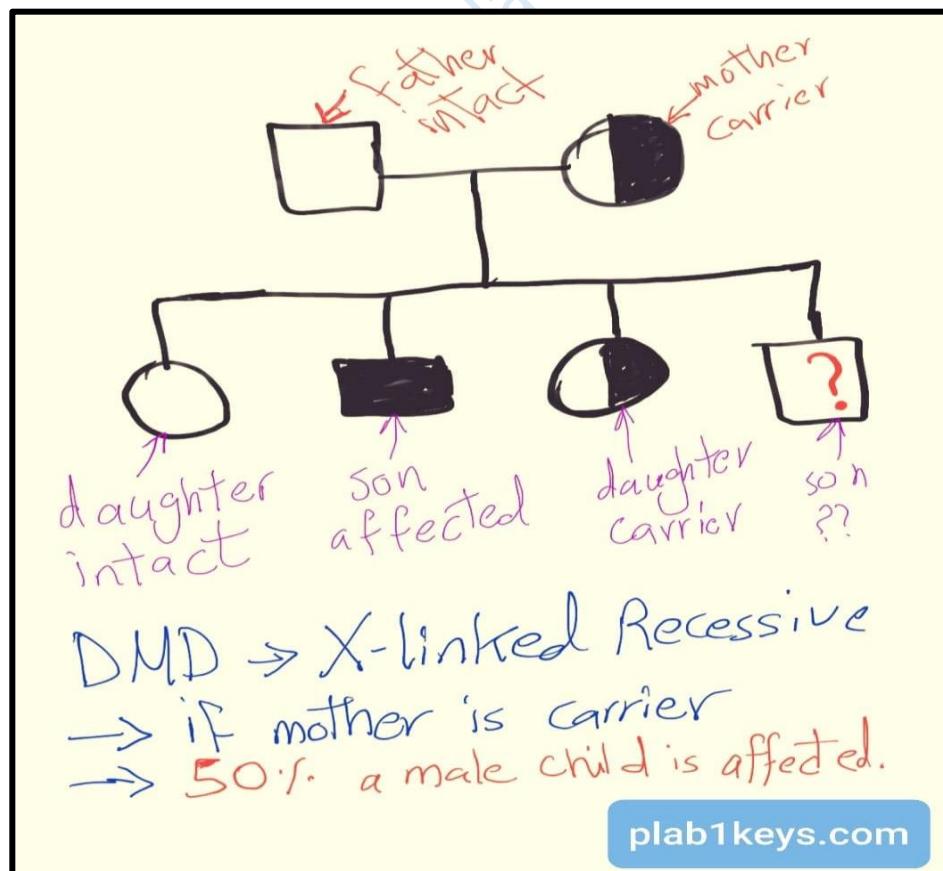 father
intact
mother
carrier
?
daughter
intact
son
affected
daughter
carrier
son
??
DMD → X-linked Recessive
→ if mother is carrier
→ 50% a male child is affected.
plab1keys.com